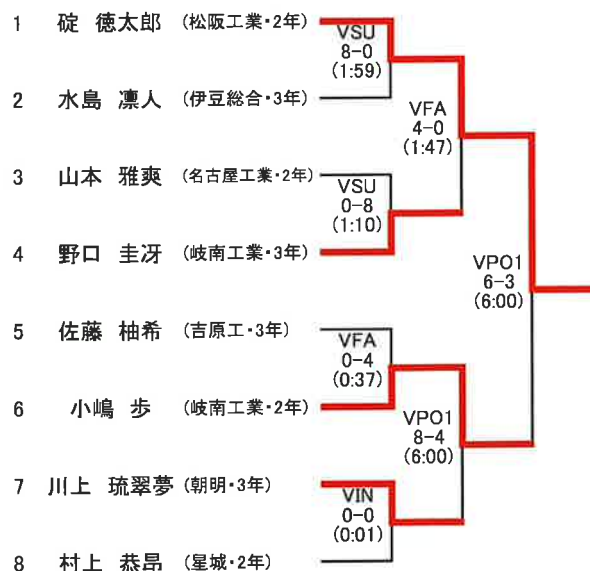 1 碇 徳太郎 (松阪工業・2年)
VSU
8-0
(1:59)
2 水島 凛人 (伊豆総合・3年)
VFA
4-0
(1:47)
3 山本 雅爽 (名古屋工業・2年)
VSU
0-8
(1:10)
4 野口 圭冴 (岐南工業・3年)
VPO1
6-3
(6:00)
5 佐藤 柚希 (吉原工・3年)
VFA
0-4
(0:37)
6 小嶋 歩 (岐南工業・2年)
VPO1
8-4
(6:00)
7 川上 琉翠夢 (朝明・3年)
VIN
0-0
(0:01)
8 村上 恭昂 (星城・2年)